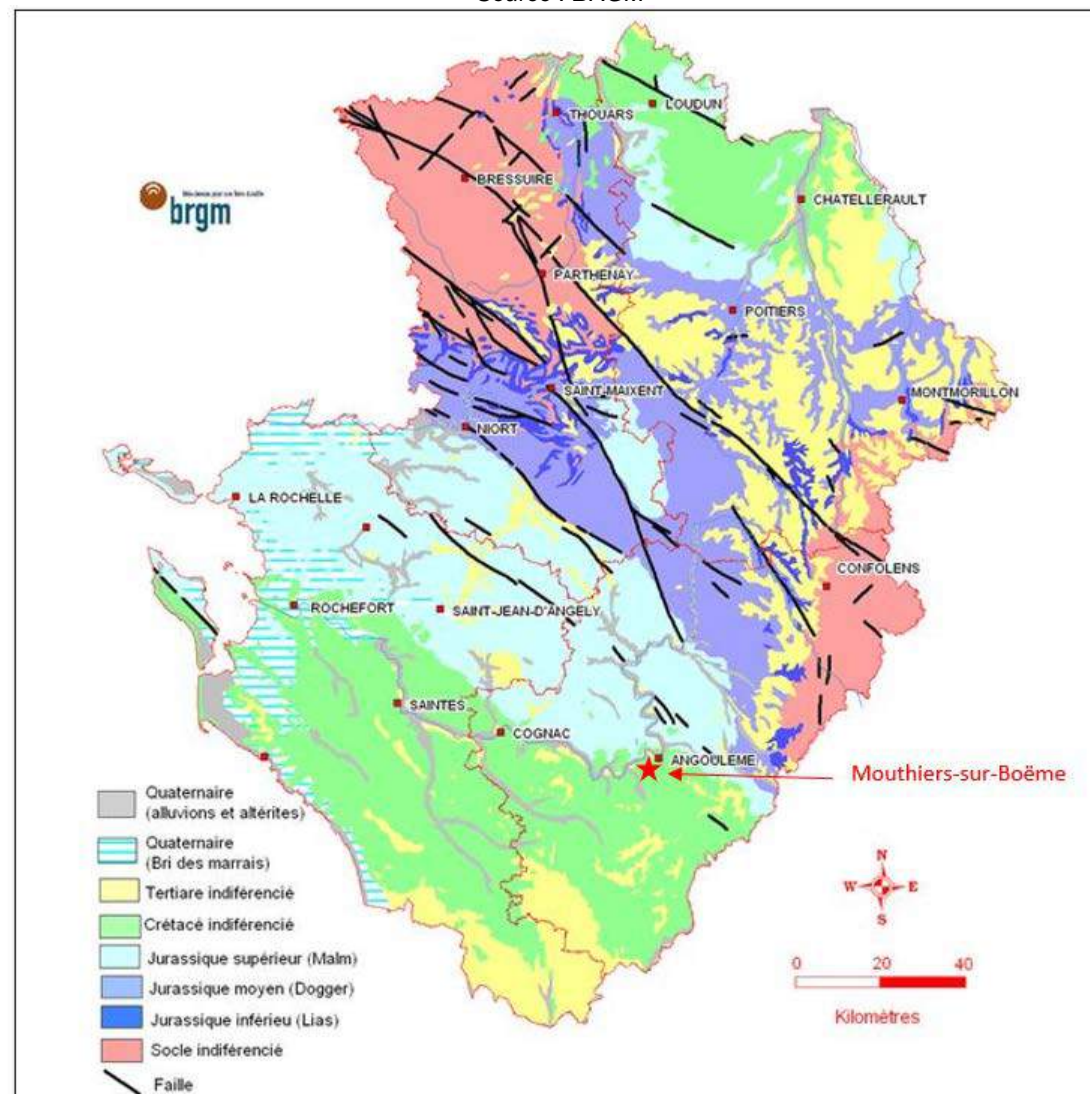 THOUARS
LOUDUN
BRESSUIRE
CHATELLERAULT
brgm
PARTHENAY
POITIERS
SAINT-MAIXENT
MONTMORILLON
NIORT
LA ROCHELLE
CONFOLENS
ROCHEFORT
SAINT-JEAN-D'ANGELY
SAINTES
COGNAC
ANGOULEME
Mouthiers-sur-Boëme
Quaternaire
(alluvions et altérites)
Quaternaire
(Bri des marrais)
Tertiare indiférencié
Crétacé indiférencié
Jurassique supérieur (Malm)
Jurassique moyen (Dogger)
Jurassique inférieu (Lias)
Socle indiférencié
Faille
N
W E
S
0 20 40
Kilomètres